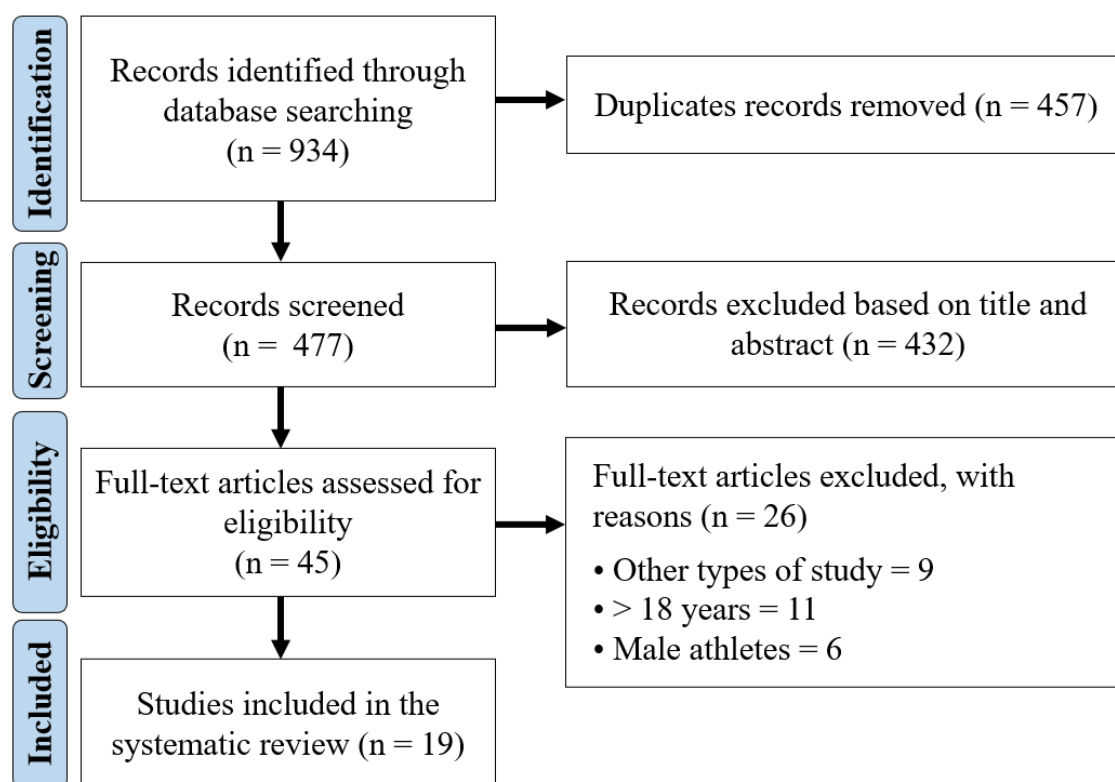 Identification
Records identified through
database searching
(n = 934)
Duplicates records removed (n = 457)
Screening
Records screened
(n =  477)
Records excluded based on title and
abstract (n = 432)
Eligibility
Full-text articles assessed for
eligibility
(n = 45)
Full-text articles excluded, with
reasons (n = 26)
• Other types of study = 9
• > 18 years = 11
• Male athletes = 6
Included
Studies included in the
systematic review (n = 19)